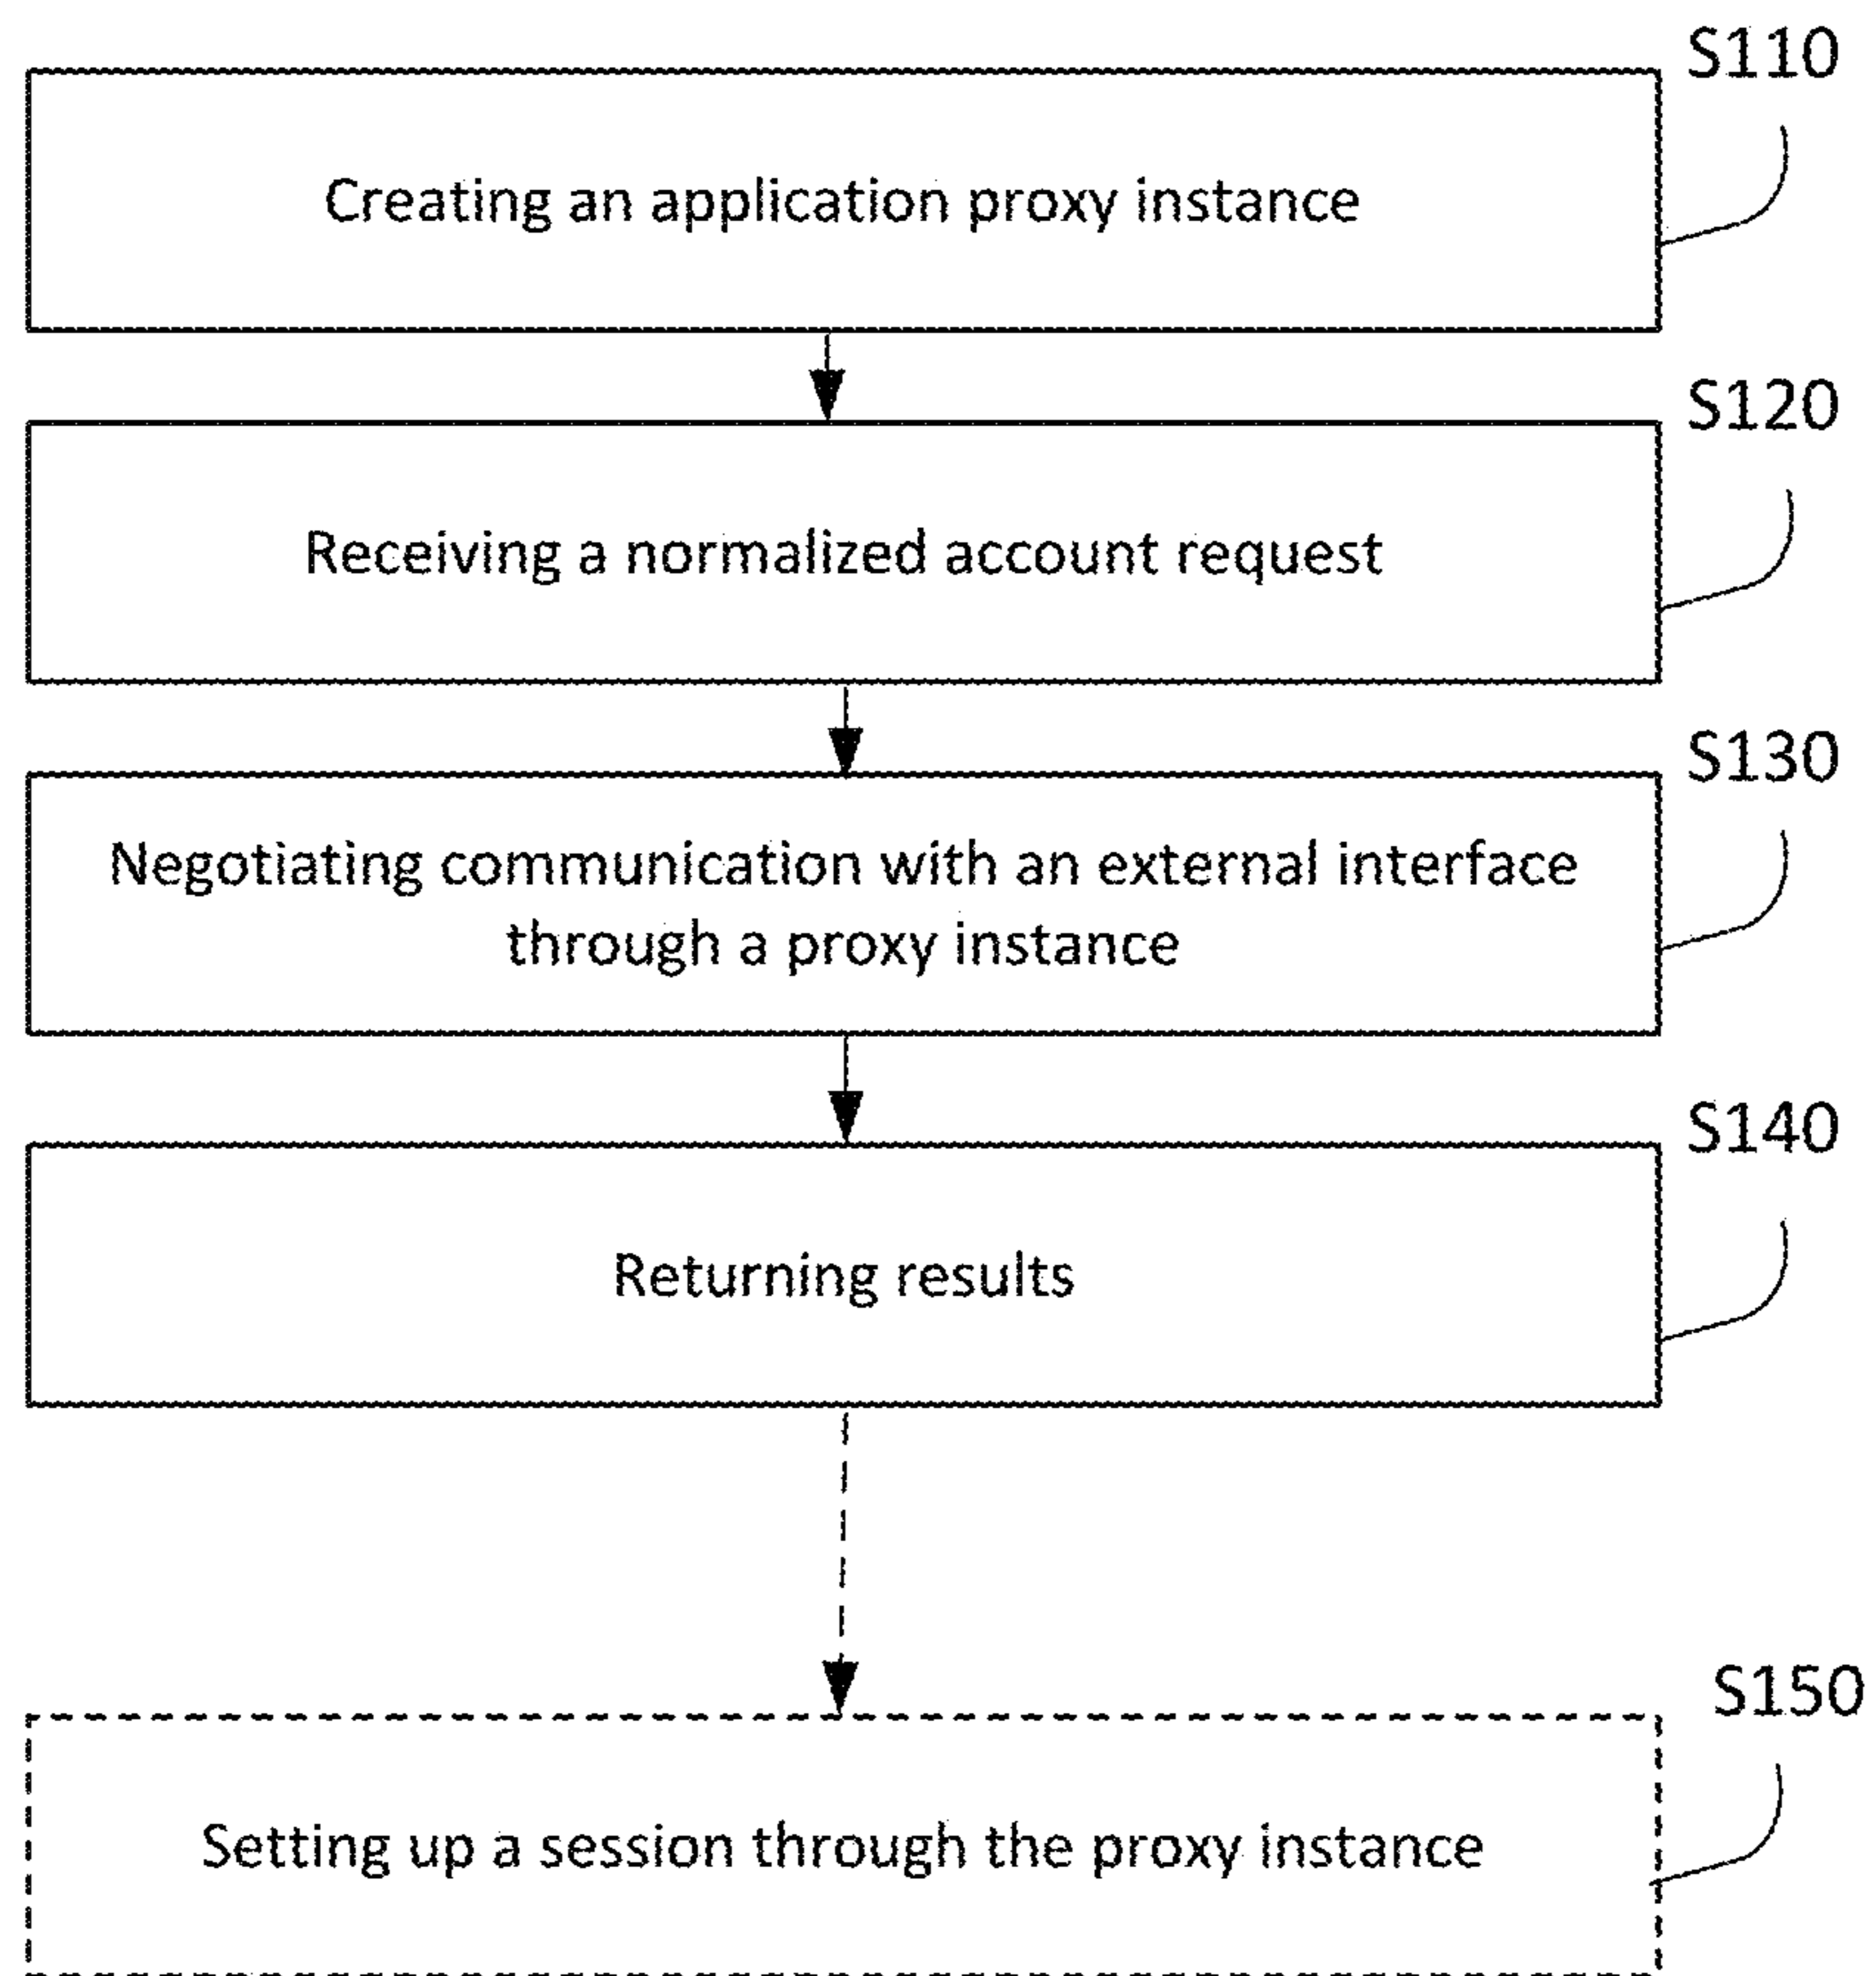 S110
Creating an application proxy instance
S120
Receiving a normalized account request
S130
Negotiating communication with an external interface
through a proxy instance
S140
Returning results
S150
Setting up a session through the proxy instance